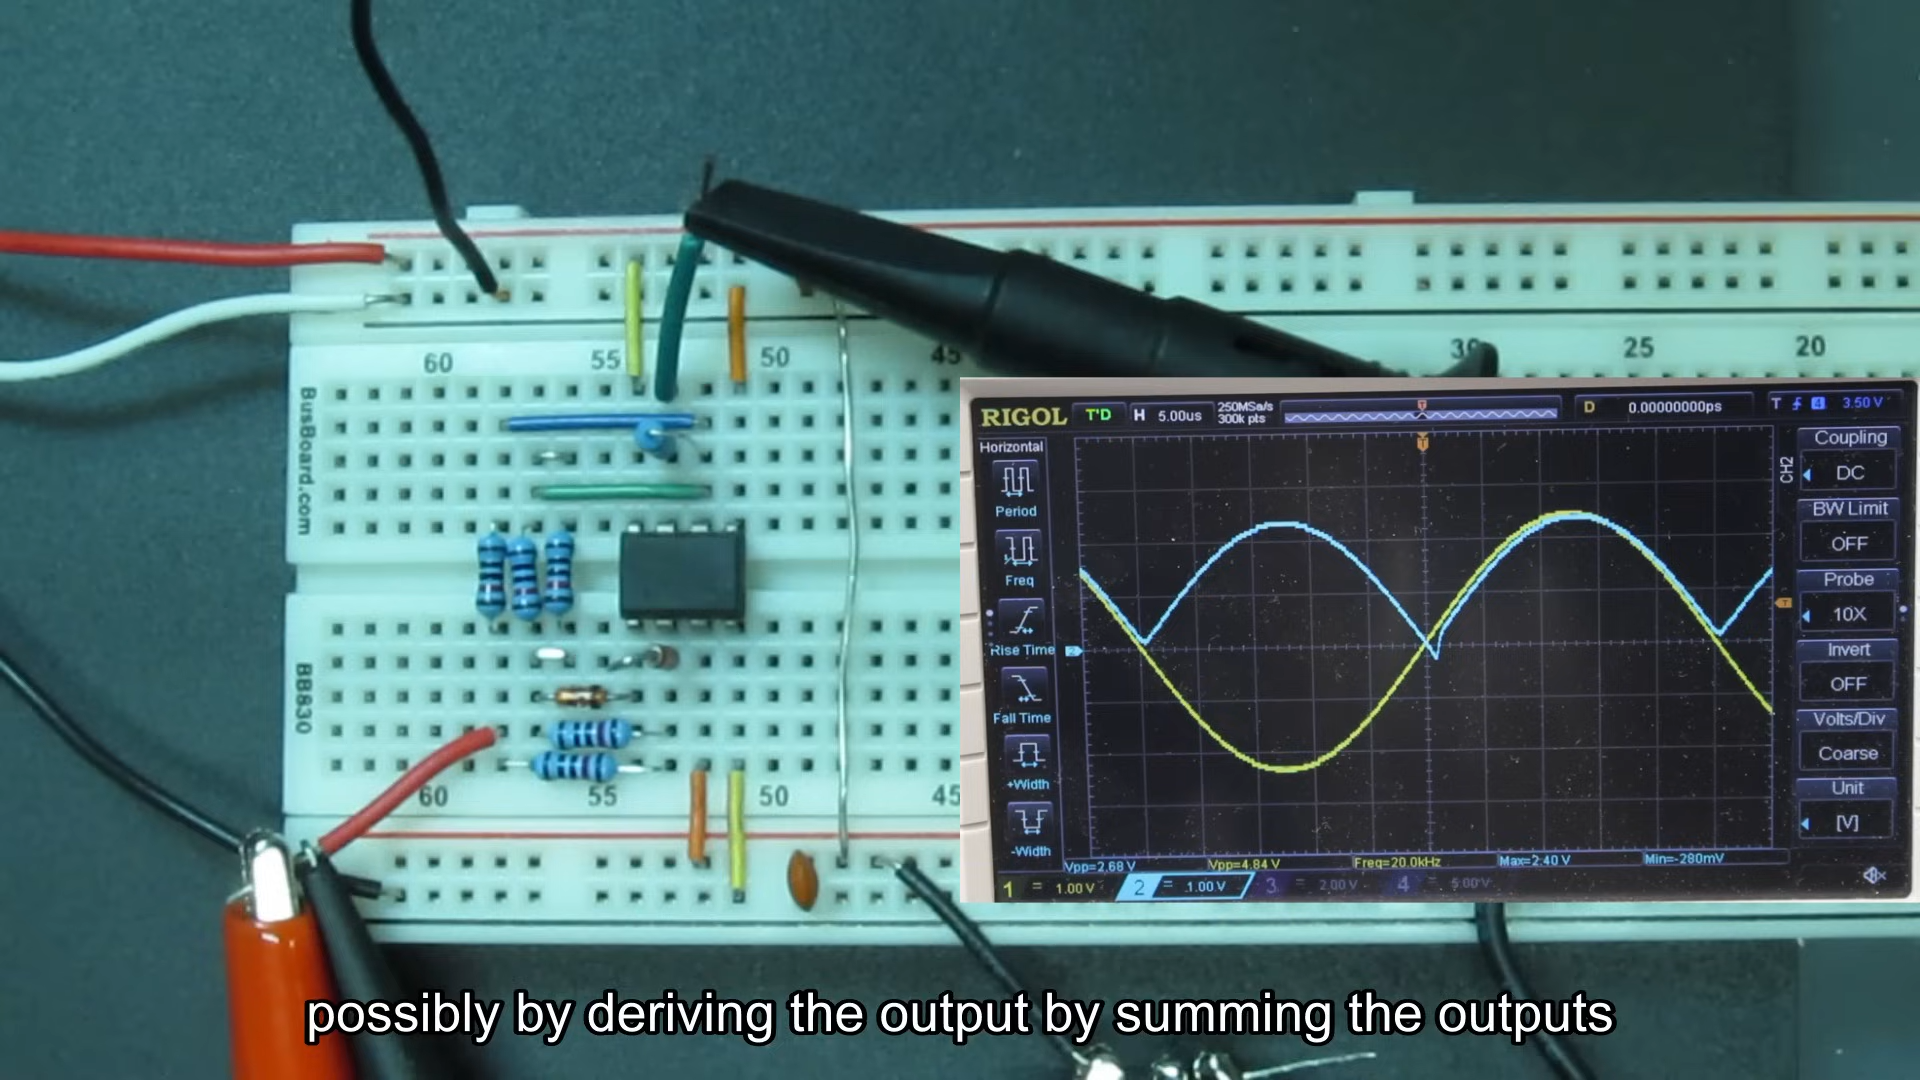 60 55 50 45 30 25 20
BusBoard.com
BB830
60 55 50 45
RIGOL T'D H 5.00us 250MSa/s 300k pts D 0.00000000ps T 4 3.50 V
Horizontal
Period
Freq
Rise Time
Fall Time
+Width
-Width
CH2
Coupling
DC
BW Limit
OFF
Probe
10X
Invert
OFF
Volts/Div
Coarse
Unit
[V]
T
T
2
Vpp=2.68 V Vpp=4.84 V Freq=20.0kHz Max=2.40 V Min=-280mV
1 = 1.00 V 2 = 1.00 V 3 = 2.00 V 4 = 5.00 V
possibly by deriving the output by summing the outputs